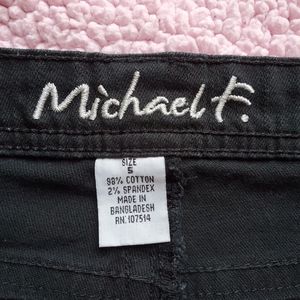 Michael F.
SIZE
5
98% COTTON
2% SPANDEX
MADE IN
BANGLADESH
RN. 107514